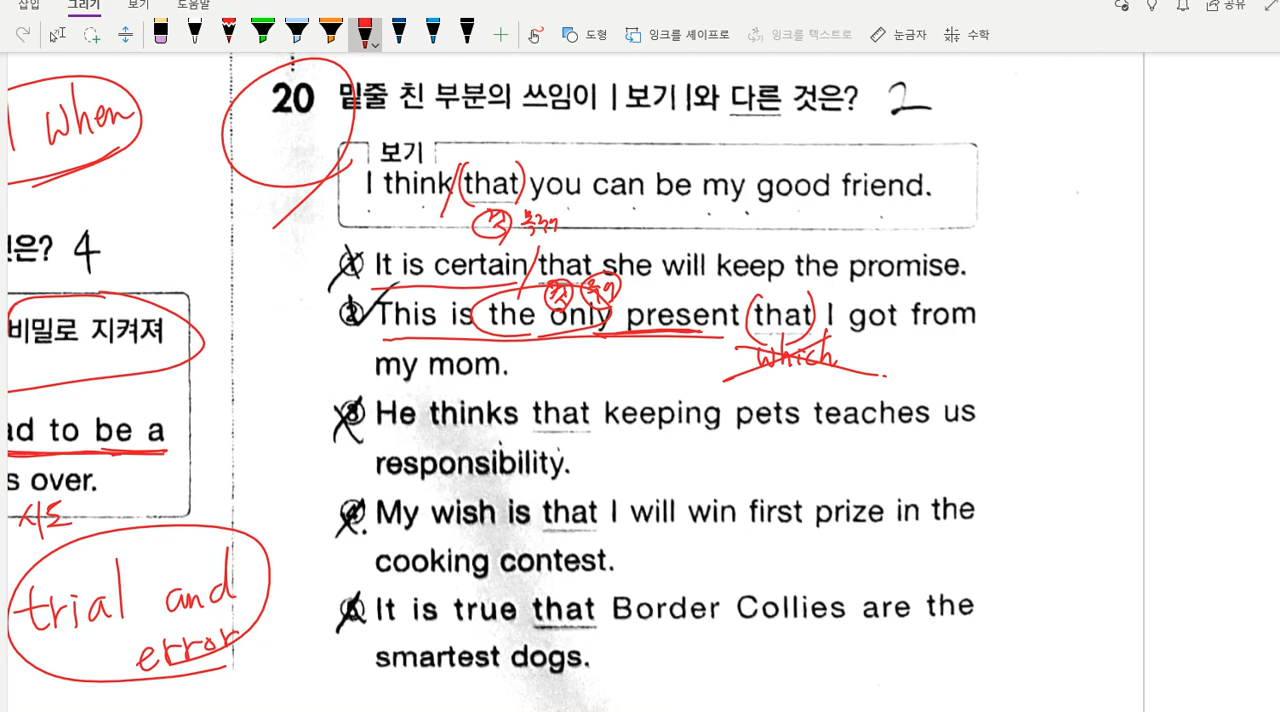 삽입 그리기 보기 도움말
공유
도형 잉크를 셰이프로 잉크를 텍스트로 눈금자 수학
when
20 밑줄 친 부분의 쓰임이 | 보기 |와 다른 것은? 2
보기
I think (that) you can be my good friend.
것 목적어
은? 4
① It is certain / that she will keep the promise.
비밀로 지켜져
② This is the only present (that) I got from
which
my mom.
③ He thinks that keeping pets teaches us
ad to be a
responsibility.
s over.
④ My wish is that I will win first prize in the
시도
cooking contest.
trial and
error
⑤ It is true that Border Collies are the
smartest dogs.